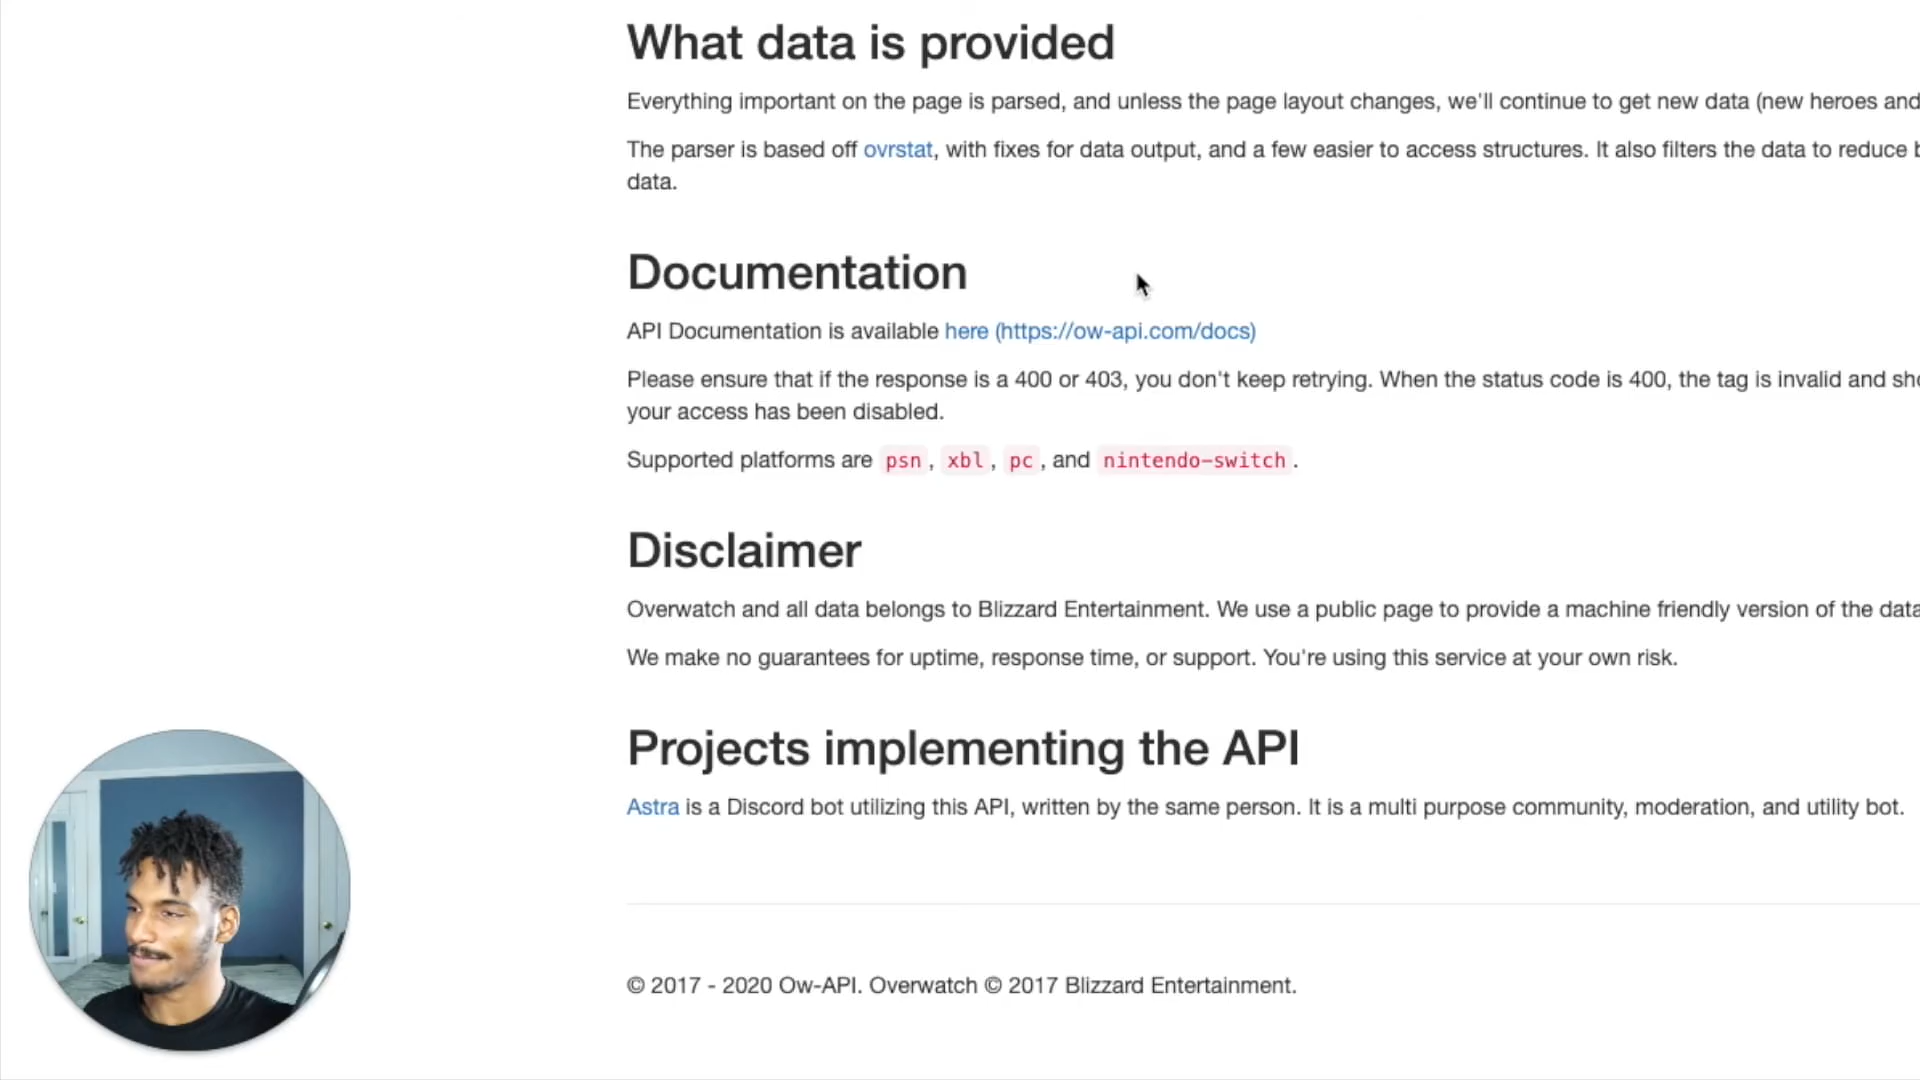 What data is provided
Everything important on the page is parsed, and unless the page layout changes, we'll continue to get new data (new heroes and
The parser is based off ovrstat, with fixes for data output, and a few easier to access structures. It also filters the data to reduce
data.
Documentation
API Documentation is available here (https://ow-api.com/docs)
Please ensure that if the response is a 400 or 403, you don't keep retrying. When the status code is 400, the tag is invalid and
your access has been disabled.
Supported platforms are psn, xbl, pc, and nintendo-switch.
Disclaimer
Overwatch and all data belongs to Blizzard Entertainment. We use a public page to provide a machine friendly version of the data
We make no guarantees for uptime, response time, or support. You're using this service at your own risk.
Projects implementing the API
Astra is a Discord bot utilizing this API, written by the same person. It is a multi purpose community, moderation, and utility bot.
© 2017 - 2020 Ow-API. Overwatch © 2017 Blizzard Entertainment.